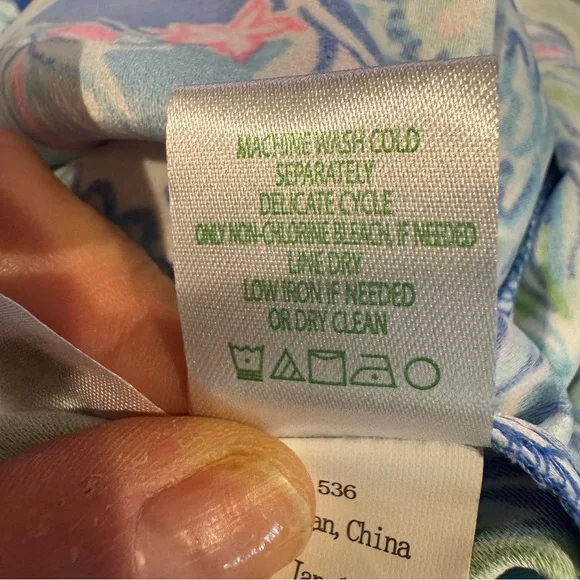 MACHINE WASH COLD
SEPARATELY
DELICATE CYCLE
ONLY NON-CHLORINE BLEACH, IF NEEDED
LINE DRY
LOW IRON IF NEEDED
OR DRY CLEAN
536
an, China